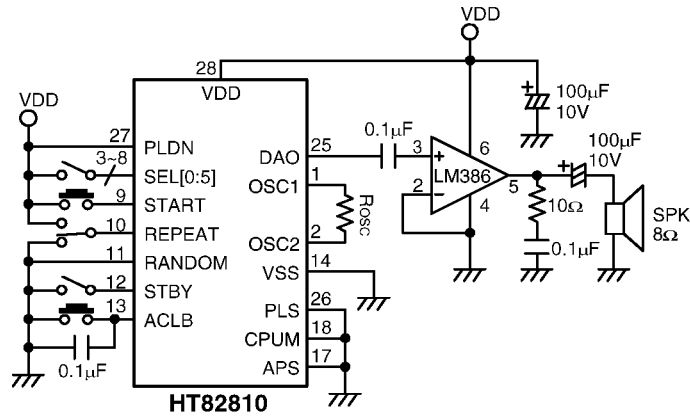 VDD
28
VDD
100μF
10V
VDD
27
PLDN
3~8
SEL[0:5]
9
START
10
REPEAT
11
RANDOM
12
STBY
13
ACLB
0.1μF
25
DAO
1
OSC1
ROSC
2
OSC2
14
VSS
26
PLS
18
CPUM
17
APS
HT82810
0.1μF
3
+
2
−
LM386
6
5
4
+
+
100μF
10V
10Ω
0.1μF
SPK
8Ω